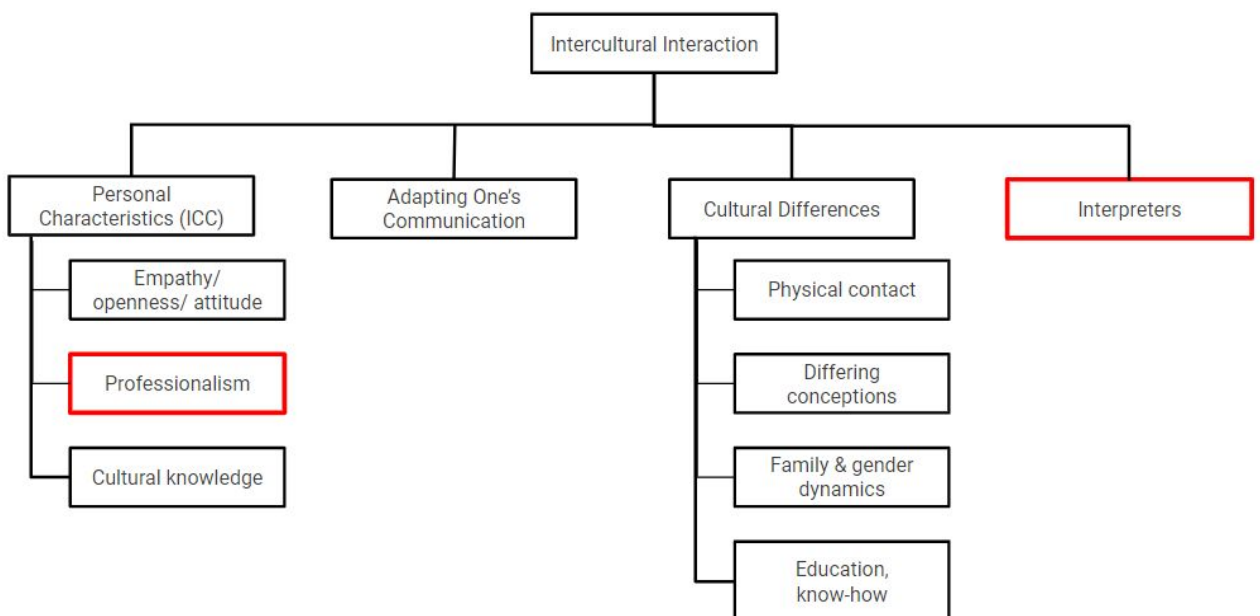 Intercultural Interaction
Personal
Characteristics (ICC)
Adapting One’s
Communication
Cultural Differences
Interpreters
Empathy/
openness/ attitude
Professionalism
Cultural knowledge
Physical contact
Differing
conceptions
Family & gender
dynamics
Education,
know-how